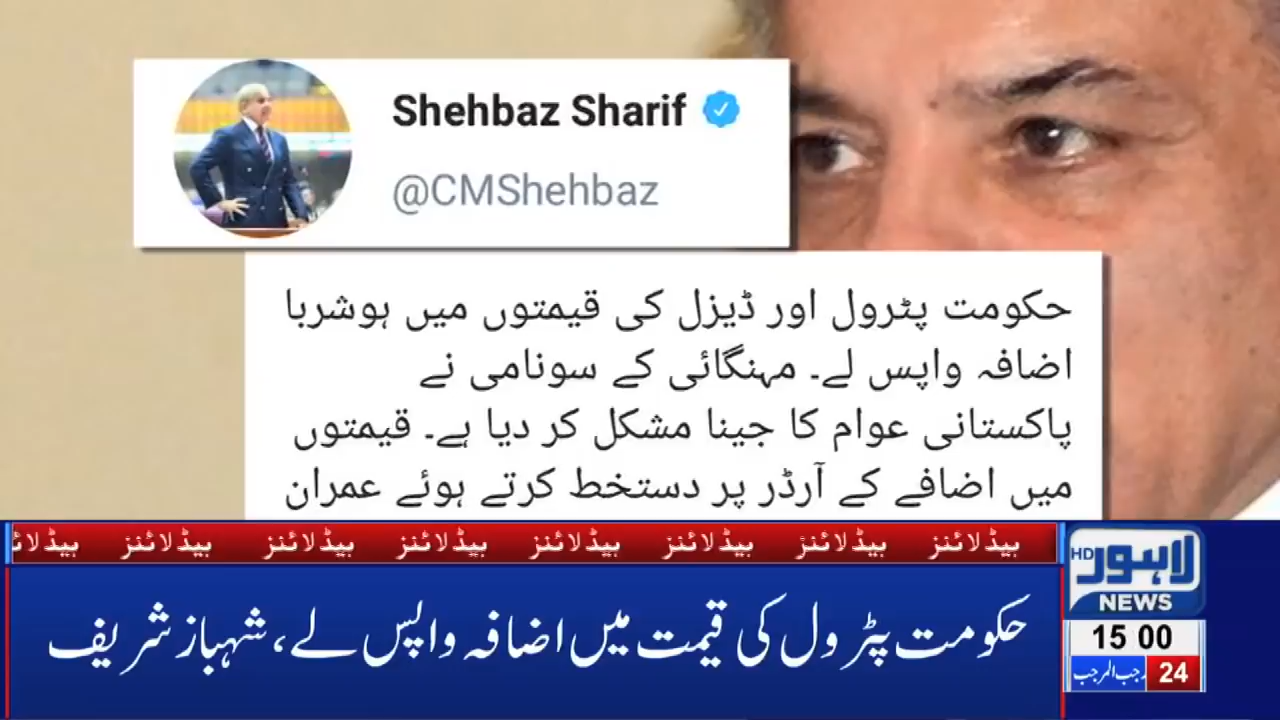 Shehbaz Sharif
@CMShehbaz
حکومت پٹرول اور ڈیزل کی قیمتوں میں ہوشربا
اضافہ واپس لے۔ مہنگائی کے سونامی نے
پاکستانی عوام کا جینا مشکل کر دیا ہے۔ قیمتوں
میں اضافے کے آرڈر پر دستخط کرتے ہوئے عمران
ہیڈلائنز ہیڈلائنز ہیڈلائنز ہیڈلائنز ہیڈلائنز ہیڈلائنز ہیڈلائنز ہیڈلائ
حکومت پٹرول کی قیمت میں اضافہ واپس لے، شہباز شریف
لاہور HD
NEWS
15 00
24 رجب المرجب